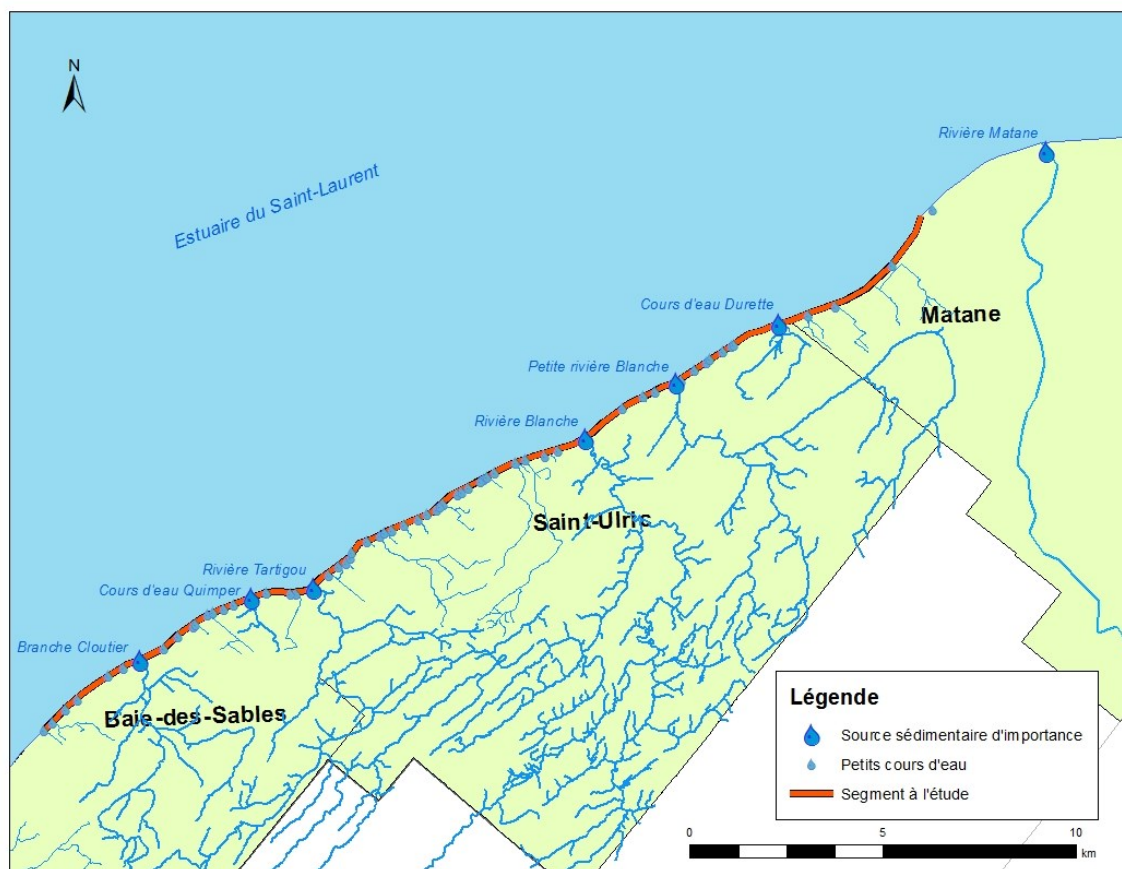 N
Rivière Matane
Estuaire du Saint-Laurent
Cours d'eau Durette
Matane
Petite rivière Blanche
Rivière Blanche
Saint-Ulric
Rivière Tartigou
Cours d'eau Quimper
Branche Cloutier
Baie-des-Sables
Légende
Source sédimentaire d'importance
Petits cours d'eau
Segment à l'étude
0 5 10
km